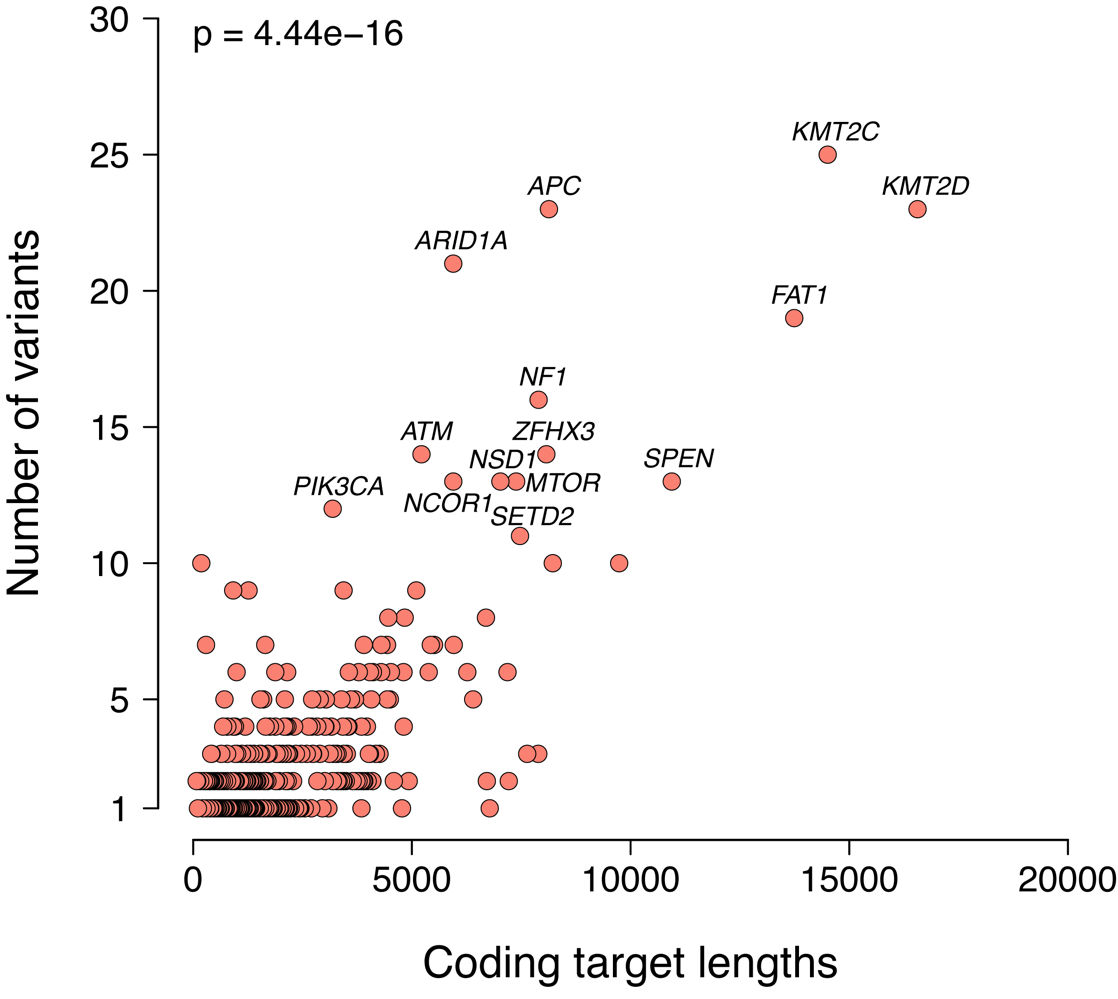 30
p = 4.44e−16
KMT2C
25
APC
KMT2D
ARID1A
20
FAT1
NF1
15
ATM
ZFHX3
NSD1
SPEN
PIK3CA
MTOR
NCOR1
SETD2
10
5
1
Number of variants
0 5000 10000 15000 20000
Coding target lengths